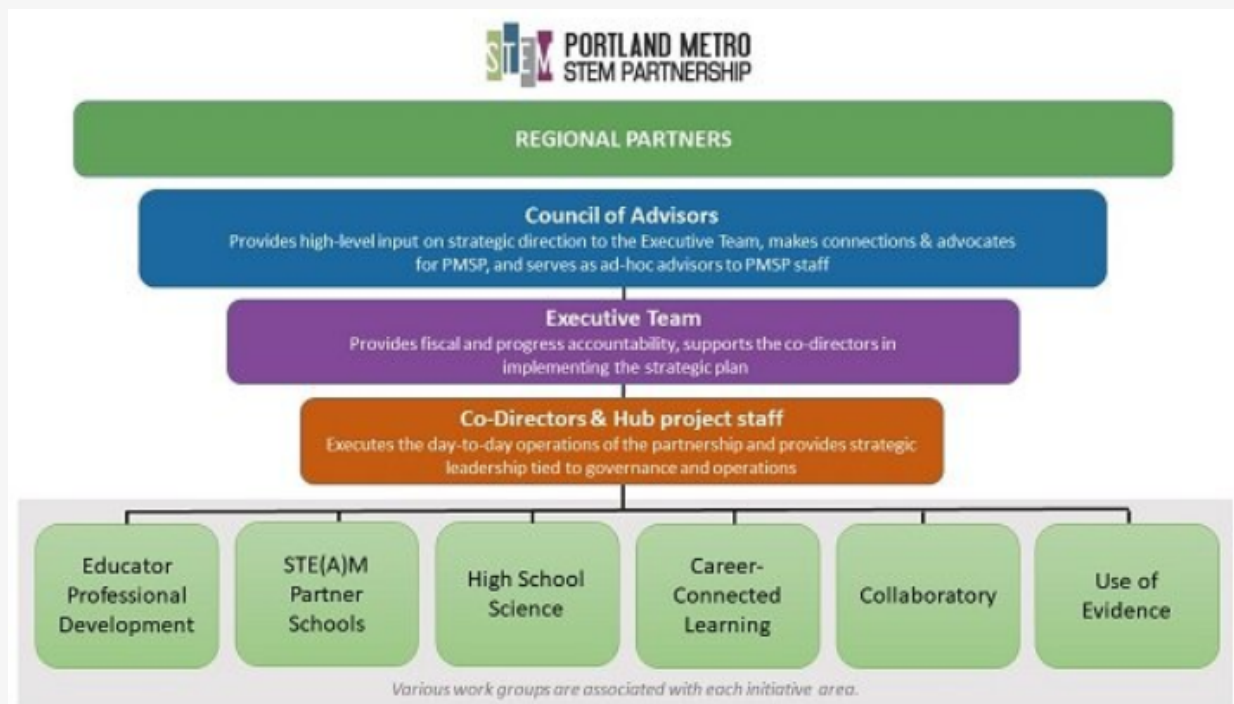 STEM
PORTLAND METRO
STEM PARTNERSHIP
REGIONAL PARTNERS
Council of Advisors
Provides high-level input on strategic direction to the Executive Team, makes connections & advocates
for PMSP, and serves as ad-hoc advisors to PMSP staff
Executive Team
Provides fiscal and progress accountability, supports the co-directors in
implementing the strategic plan
Co-Directors & Hub project staff
Executes the day-to-day operations of the partnership and provides strategic
leadership tied to governance and operations
Educator
Professional
Development
STE(A)M
Partner
Schools
High School
Science
Career-
Connected
Learning
Collaboratory
Use of
Evidence
Various work groups are associated with each initiative area.